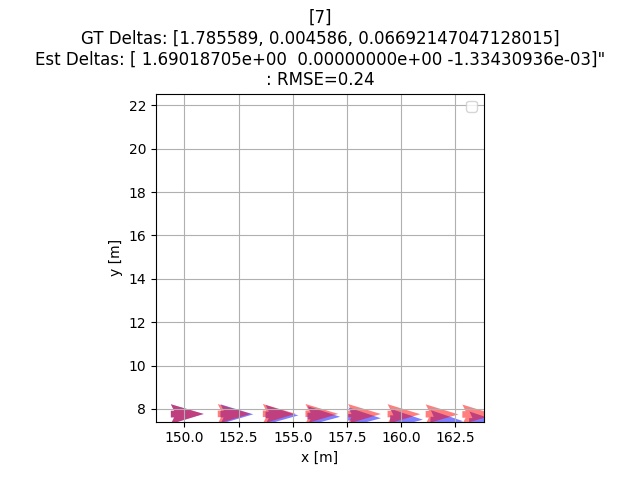 [7]
GT Deltas: [1.785589, 0.004586, 0.06692147047128015]
Est Deltas: [ 1.69018705e+00  0.00000000e+00 -1.33430936e-03]"
: RMSE=0.24
22
20
18
16
14
12
10
8
y [m]
150.0 152.5 155.0 157.5 160.0 162.5
x [m]